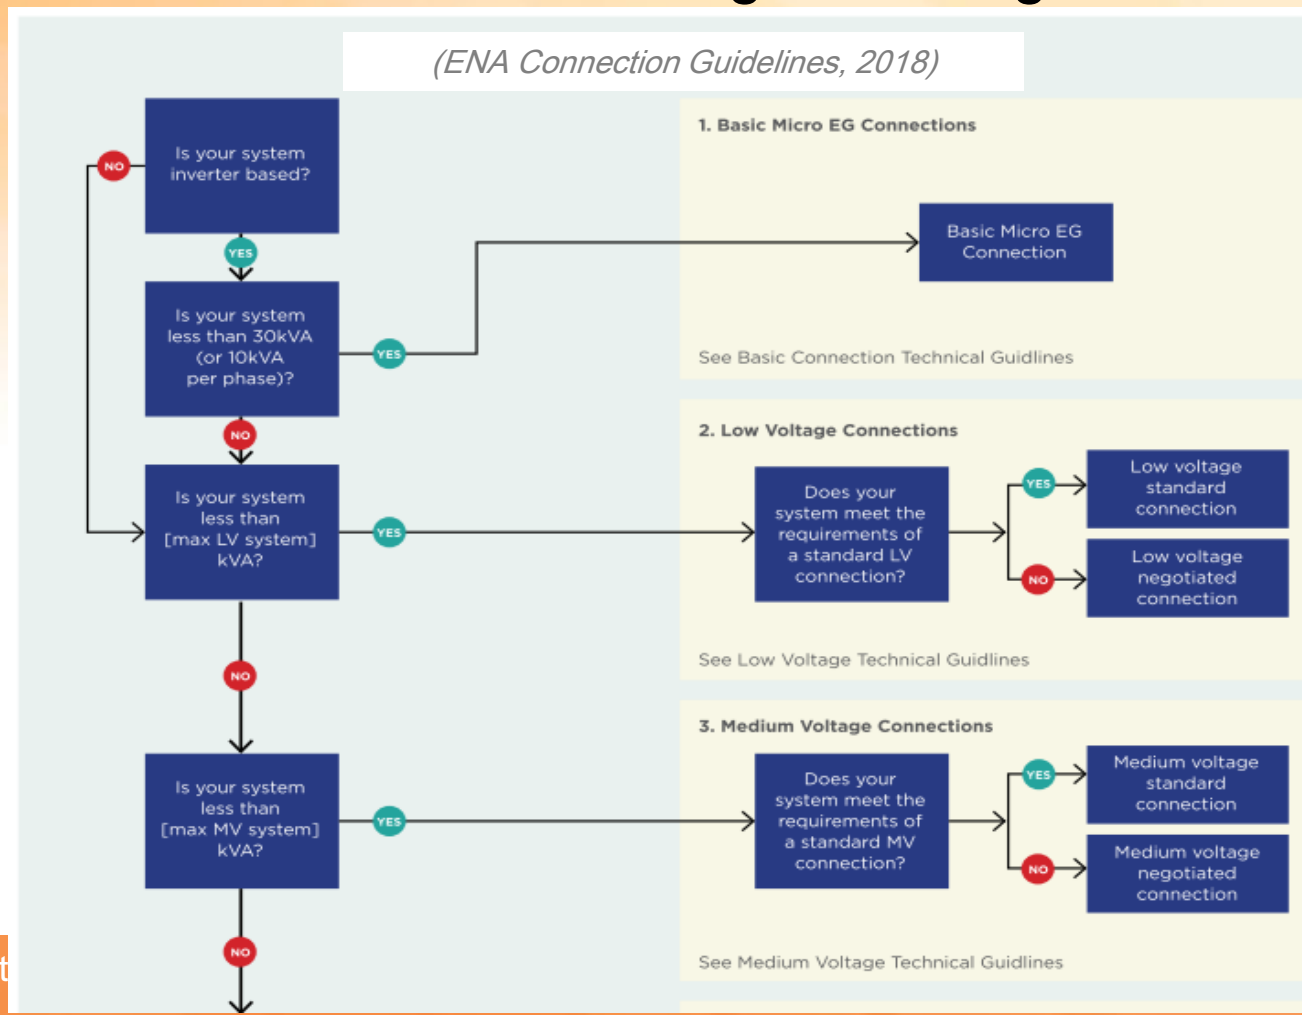 (ENA Connection Guidelines, 2018)
Is your system
inverter based?
NO
YES
Is your system
less than 30kVA
(or 10kVA
per phase)?
YES
NO
Is your system
less than
[max LV system]
kVA?
YES
NO
Is your system
less than
[max MV system]
kVA?
YES
NO
1. Basic Micro EG Connections
Basic Micro EG
Connection
See Basic Connection Technical Guidlines
2. Low Voltage Connections
Does your
system meet the
requirements of
a standard LV
connection?
YES
Low voltage
standard
connection
NO
Low voltage
negotiated
connection
See Low Voltage Technical Guidlines
3. Medium Voltage Connections
Does your
system meet the
requirements of
a standard MV
connection?
YES
Medium voltage
standard
connection
NO
Medium voltage
negotiated
connection
See Medium Voltage Technical Guidlines